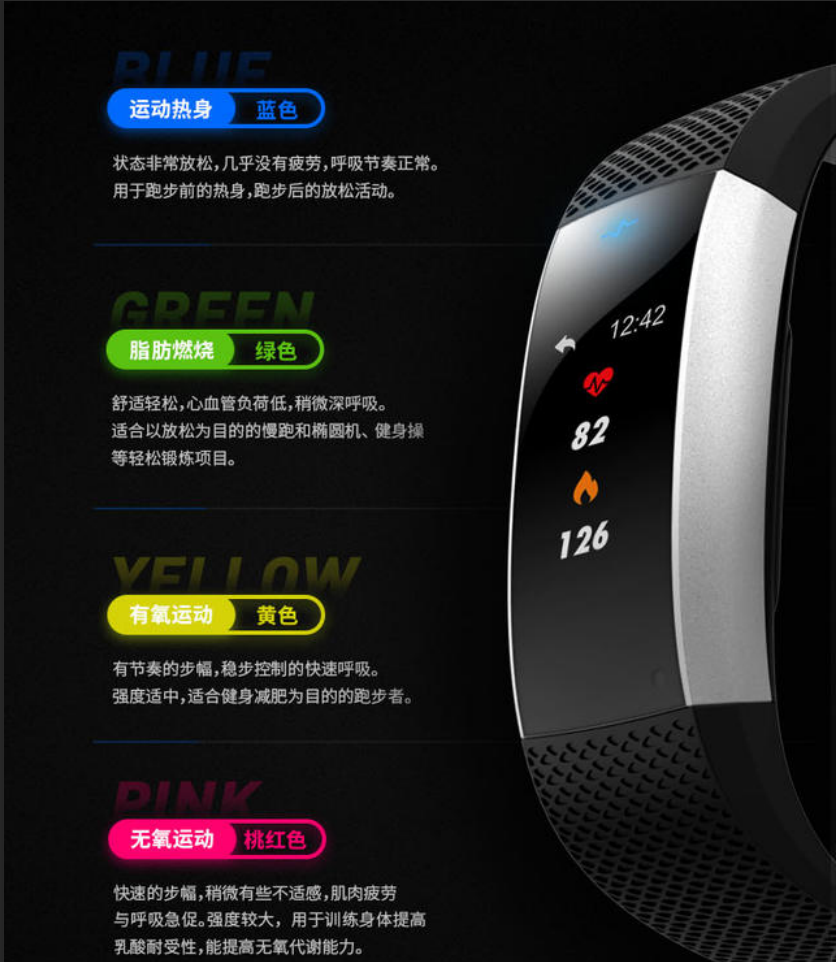 BLUE
运动热身 蓝色
状态非常放松,几乎没有疲劳,呼吸节奏正常。
用于跑步前的热身,跑步后的放松活动。
GREEN
脂肪燃烧 绿色
舒适轻松,心血管负荷低,稍微深呼吸。
适合以放松为目的的慢跑和椭圆机、健身操
等轻松锻炼项目。
YELLOW
有氧运动 黄色
有节奏的步幅,稳步控制的快速呼吸。
强度适中,适合健身减肥为目的的跑步者。
PINK
无氧运动 桃红色
快速的步幅,稍微有些不适感,肌肉疲劳
与呼吸急促。强度较大，用于训练身体提高
乳酸耐受性,能提高无氧代谢能力。
12:42
82
126